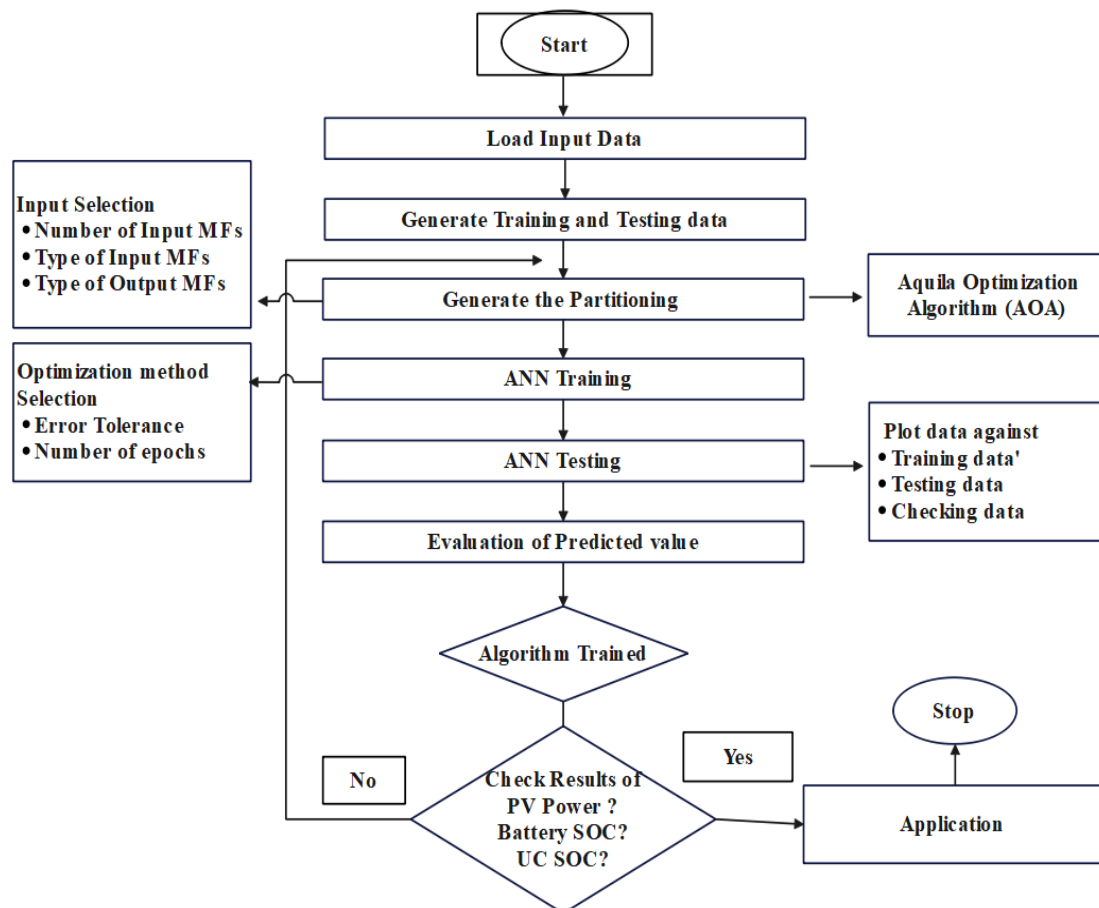 Start
Load Input Data
Generate Training and Testing data
Input Selection
• Number of Input MFs
• Type of Input MFs
• Type of Output MFs
Generate the Partitioning
Aquila Optimization
Algorithm (AOA)
Optimization method
Selection
• Error Tolerance
• Number of epochs
ANN Training
ANN Testing
Plot data against
• Training data'
• Testing data
• Checking data
Evaluation of Predicted value
Algorithm Trained
Stop
No
Yes
Check Results of
PV Power ?
Battery SOC?
UC SOC?
Application